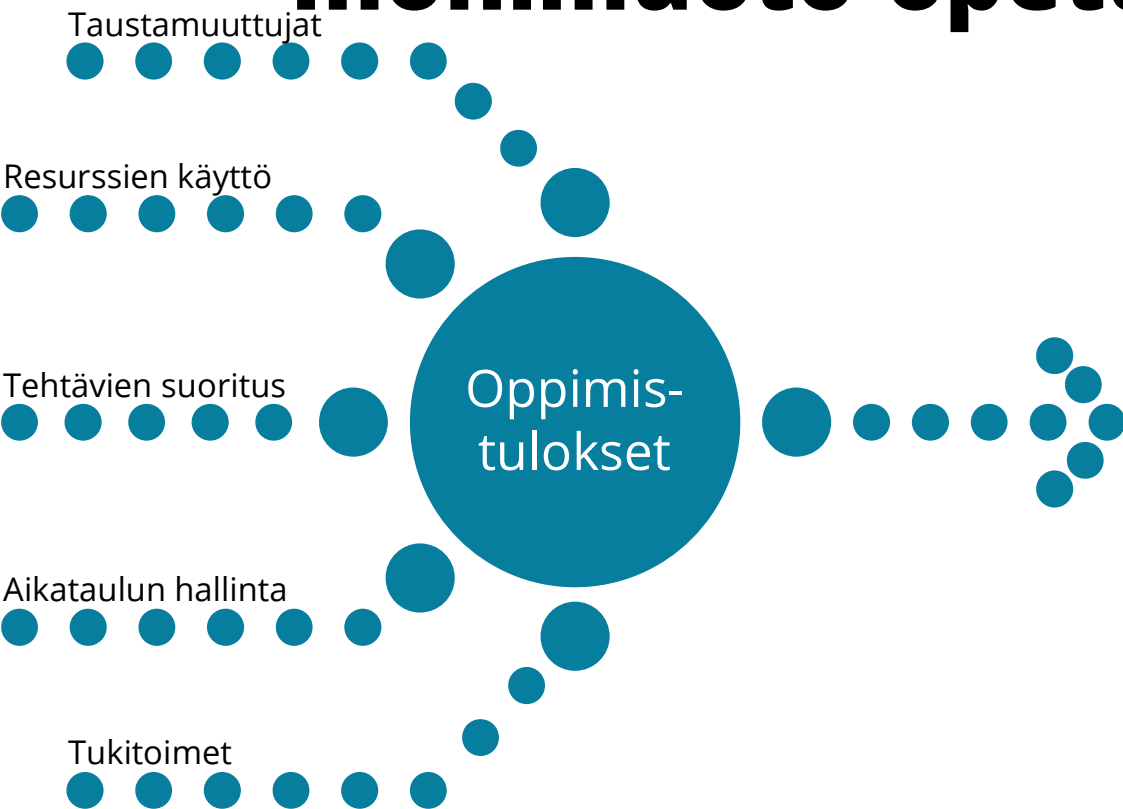 Taustamuuttujat
Resurssien käyttö
Tehtävien suoritus
Oppimis-
tulokset
Aikataulun hallinta
Tukitoimet